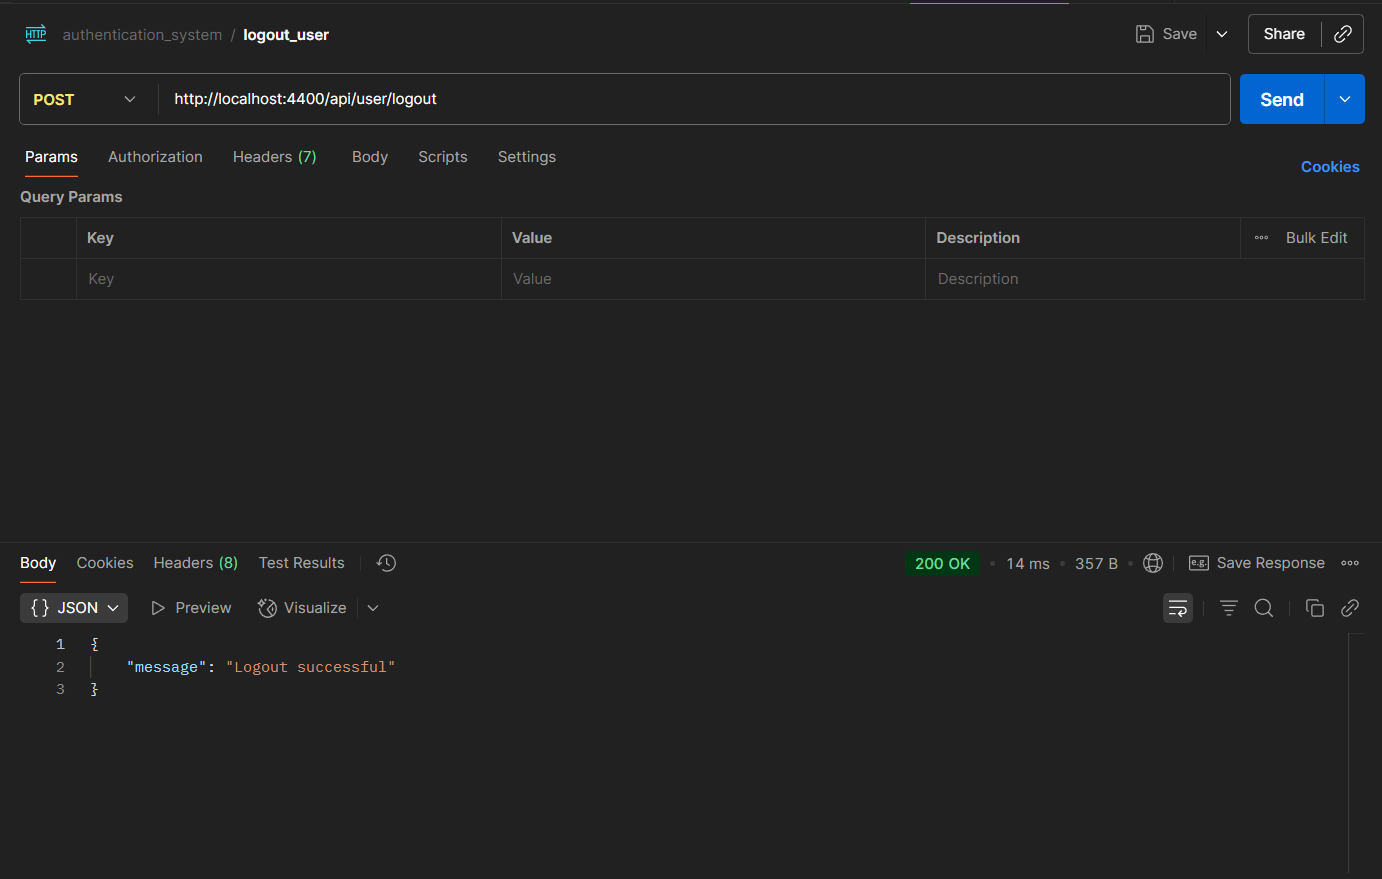 HTTP authentication_system / logout_user Save Share
POST http://localhost:4400/api/user/logout Send
Params Authorization Headers (7) Body Scripts Settings Cookies
Query Params
Key Value Description Bulk Edit
Key Value Description
Body Cookies Headers (8) Test Results 200 OK • 14 ms • 357 B • e.g. Save Response
{} JSON Preview Visualize
1 {
2 "message": "Logout successful"
3 }